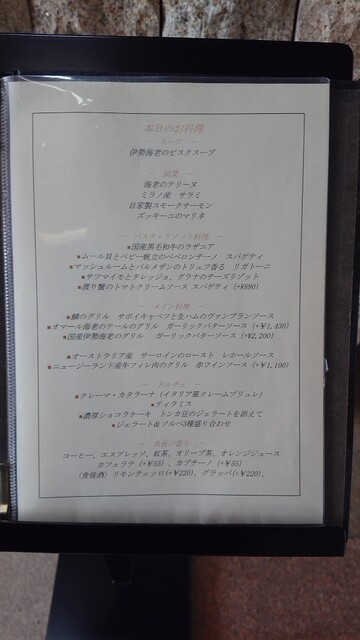 本日のお料理
― スープ ―
伊勢海老のビスクスープ
― 前菜 ―
海老のテリーヌ
ミラノ産 サラミ
自家製スモークサーモン
ズッキーニのマリネ
― パスタ・リゾット料理 ―
■国産黒毛和牛のラザニア
■ムール貝とベビー帆立のペペロンチーノ スパゲティ
■マッシュルームとパルメザンのトリュフ香る リガトーニ
■サツマイモとタレッジョ、グラナのチーズリゾット
■渡り蟹のトマトクリームソース スパゲティ (+¥880)
― メイン料理 ―
■鯛のグリル サボイキャベツと生ハムのヴァンブランソース
■オマール海老のテールのグリル ガーリックバターソース (+¥1,430)
■国産伊勢海老のグリル ガーリックバターソース (+¥2,200)
■オーストラリア産 サーロインのロースト レホールソース
■ニュージーランド産牛フィレ肉のグリル 赤ワインソース (+¥1,100)
― ドルチェ ―
■クレーマ・カタラーナ (イタリア風クレームブリュレ)
■ティラミス
■濃厚ショコラケーキ トンカ豆のジェラートを添えて
■ジェラート&ソルベ3種盛り合わせ
― 食後の香り ―
コーヒー、エスプレッソ、紅茶、オリーブ茶、オレンジジュース
カフェラテ (+¥55) 、カプチーノ (+¥55)
(食後酒) リモンチェッロ(+¥220)、グラッパ(+¥220)、